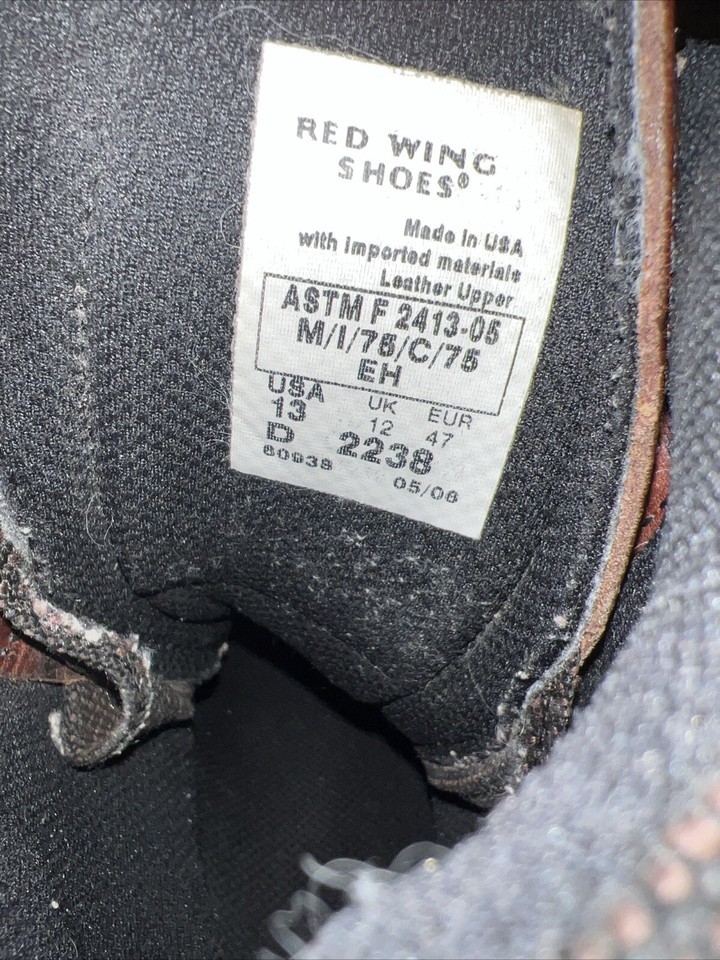 RED WING
SHOES®
Made in USA
with imported materials
Leather Upper
ASTM F 2413-05
M/I/75/C/75
EH
USA UK EUR
13 12 47
D 2238
05/06